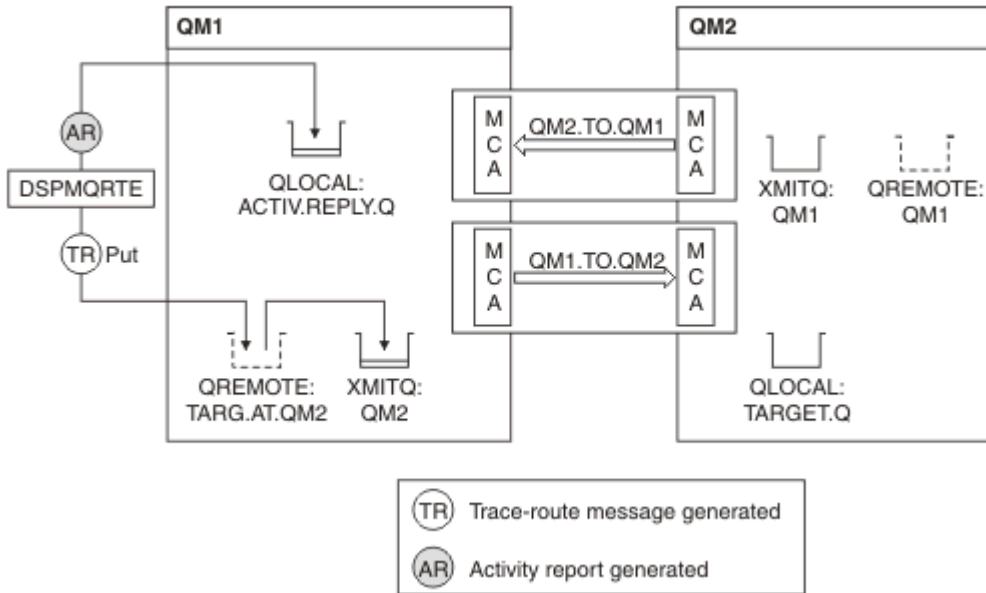 QM1
QM2
AR
DSPMQRTE
TR Put
QLOCAL:
ACTIV.REPLY.Q
M
C
A
QM2.TO.QM1
M
C
A
M
C
A
QM1.TO.QM2
M
C
A
XMITQ:
QM1
QREMOTE:
QM1
QREMOTE:
TARG.AT.QM2
XMITQ:
QM2
QLOCAL:
TARGET.Q
TR Trace-route message generated
AR Activity report generated